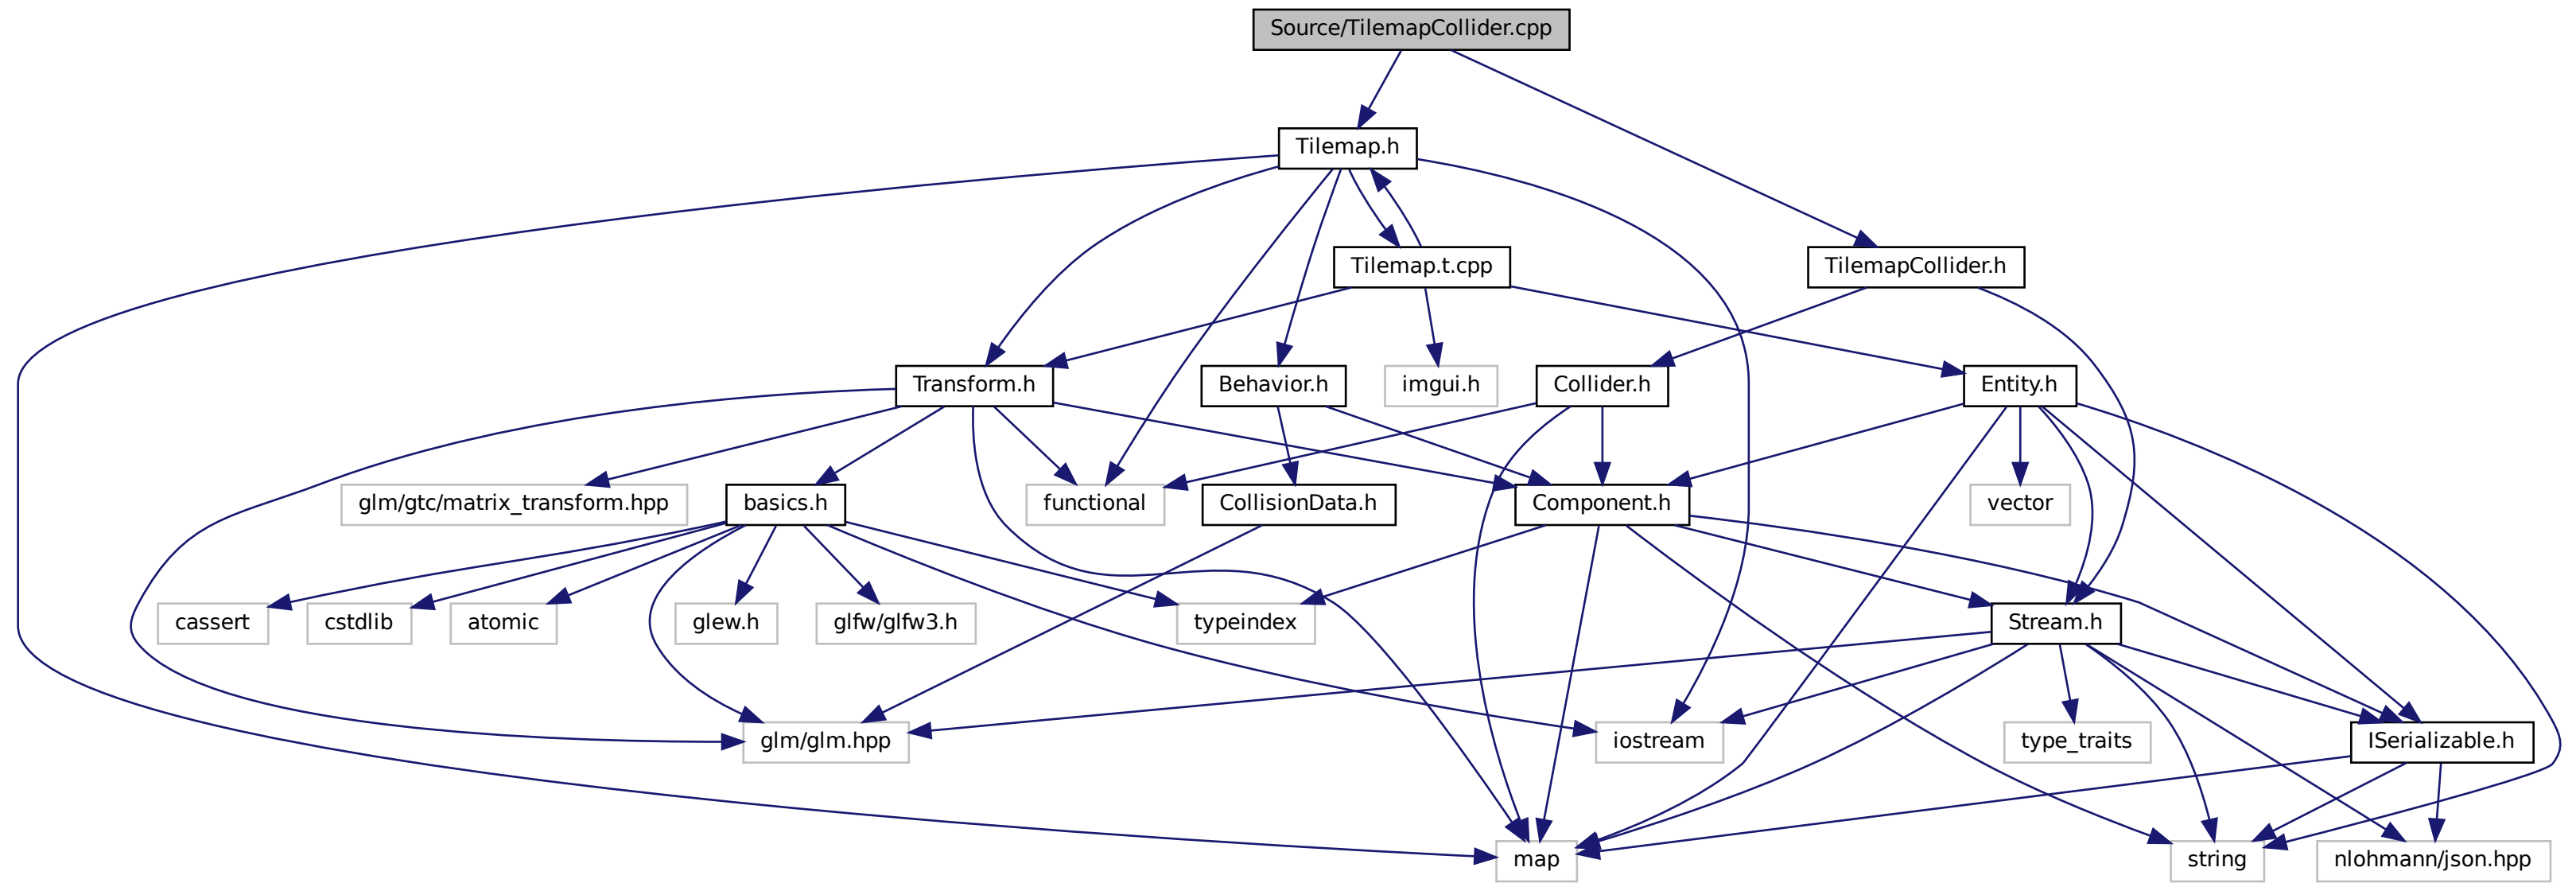 Source/TilemapCollider.cpp
Tilemap.h
Tilemap.t.cpp
TilemapCollider.h
Transform.h
Behavior.h
imgui.h
Collider.h
Entity.h
glm/gtc/matrix_transform.hpp
basics.h
functional
CollisionData.h
Component.h
vector
cassert
cstdlib
atomic
glew.h
glfw/glfw3.h
typeindex
Stream.h
glm/glm.hpp
iostream
type_traits
ISerializable.h
map
string
nlohmann/json.hpp